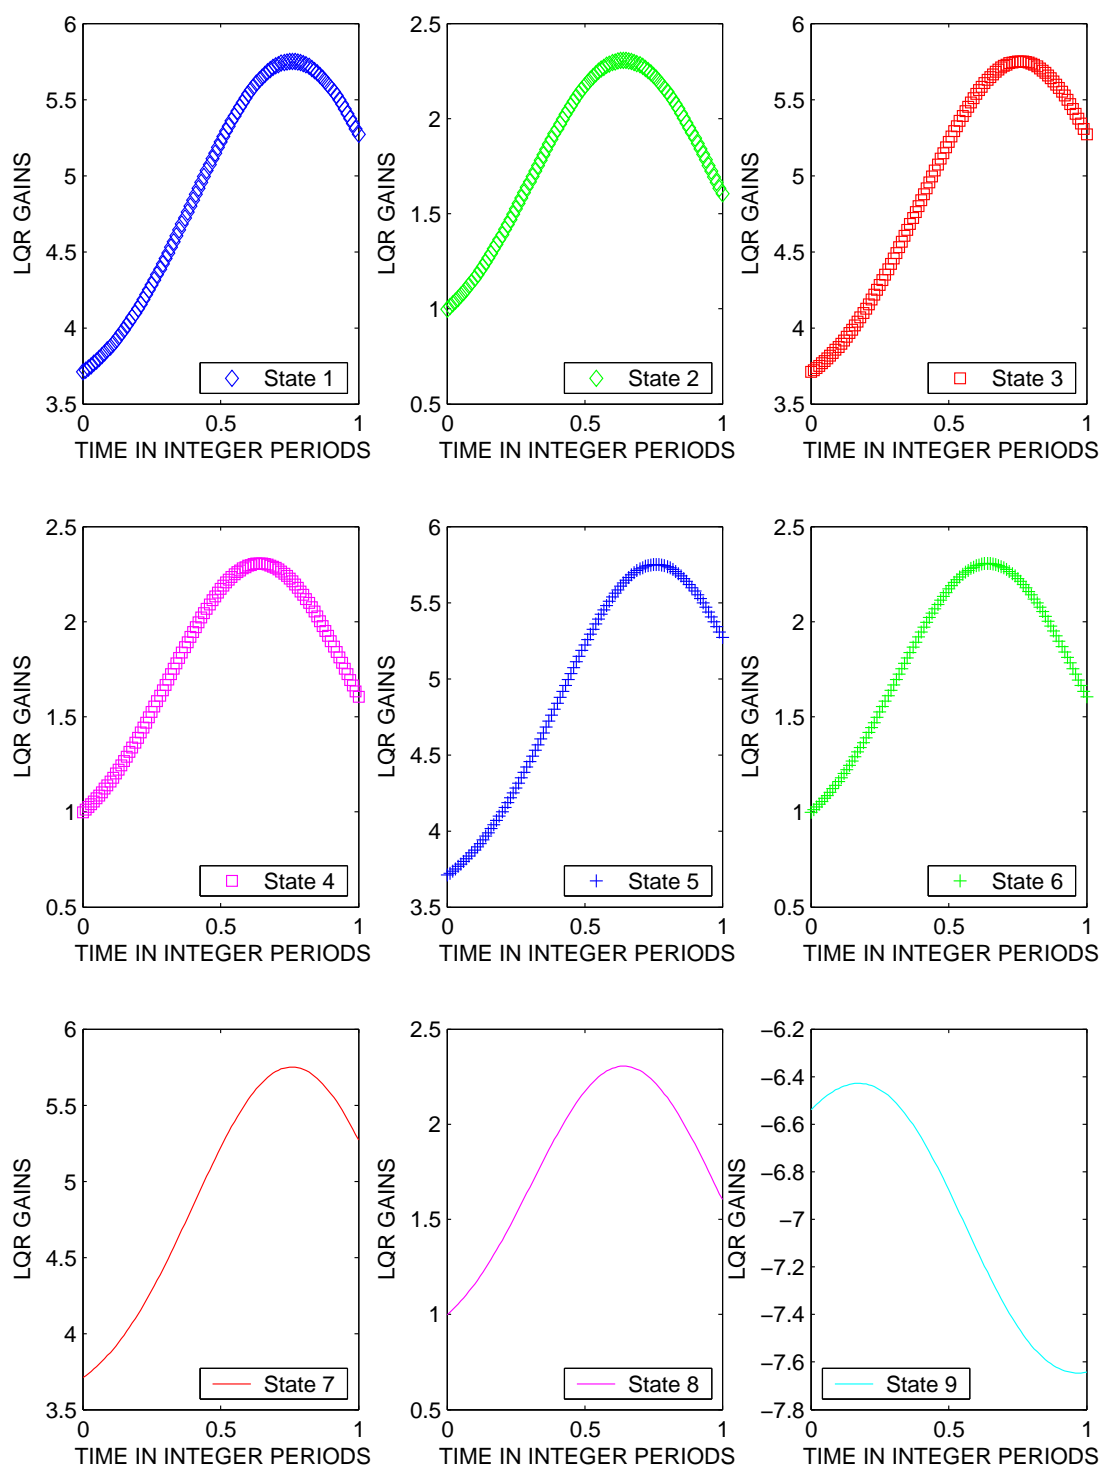 6
5.5
5
4.5
4
3.5
0
0.5
1
LQR GAINS
TIME IN INTEGER PERIODS
State 1
2.5
2
1.5
1
0.5
0
0.5
1
LQR GAINS
TIME IN INTEGER PERIODS
State 2
6
5.5
5
4.5
4
3.5
0
0.5
1
LQR GAINS
TIME IN INTEGER PERIODS
State 3
2.5
2
1.5
1
0.5
0
0.5
1
LQR GAINS
TIME IN INTEGER PERIODS
State 4
6
5.5
5
4.5
4
3.5
0
0.5
1
LQR GAINS
TIME IN INTEGER PERIODS
State 5
2.5
2
1.5
1
0.5
0
0.5
1
LQR GAINS
TIME IN INTEGER PERIODS
State 6
6
5.5
5
4.5
4
3.5
0
0.5
1
LQR GAINS
TIME IN INTEGER PERIODS
State 7
2.5
2
1.5
1
0.5
0
0.5
1
LQR GAINS
TIME IN INTEGER PERIODS
State 8
−6.2
−6.4
−6.6
−6.8
−7
−7.2
−7.4
−7.6
−7.8
0
0.5
1
LQR GAINS
TIME IN INTEGER PERIODS
State 9